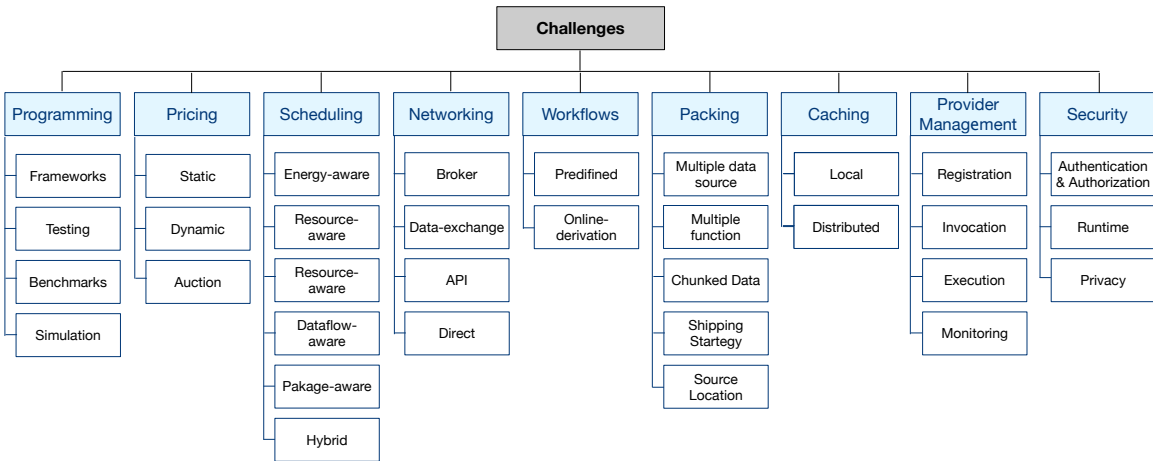 Challenges
Programming
Frameworks
Testing
Benchmarks
Simulation
Pricing
Static
Dynamic
Auction
Scheduling
Energy-aware
Resource-
aware
Resource-
aware
Dataflow-
aware
Pakage-aware
Hybrid
Networking
Broker
Data-exchange
API
Direct
Workflows
Predifined
Online-
derivation
Packing
Multiple data
source
Multiple
function
Chunked Data
Shipping
Startegy
Source
Location
Caching
Local
Distributed
Provider
Management
Registration
Invocation
Execution
Monitoring
Security
Authentication
& Authorization
Runtime
Privacy